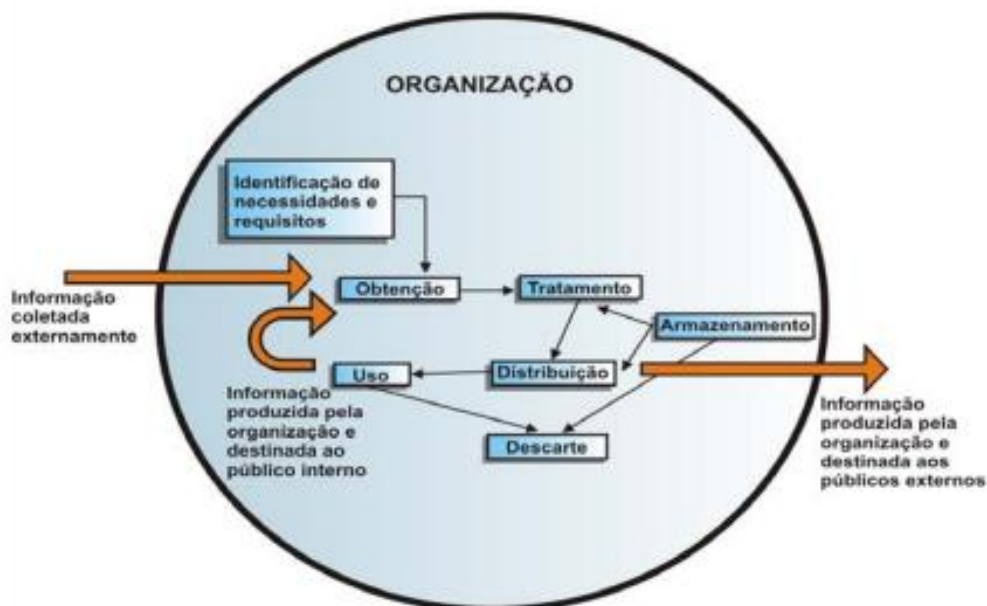 ORGANIZAÇÃO
Identificação de
necessidades e
requisitos
Informação
coletada
externamente
Obtenção
Tratamento
Armazenamento
Uso
Distribuição
Informação
produzida pela
organização e
destinada ao
público interno
Descarte
Informação
produzida pela
organização e
destinada aos
públicos externos